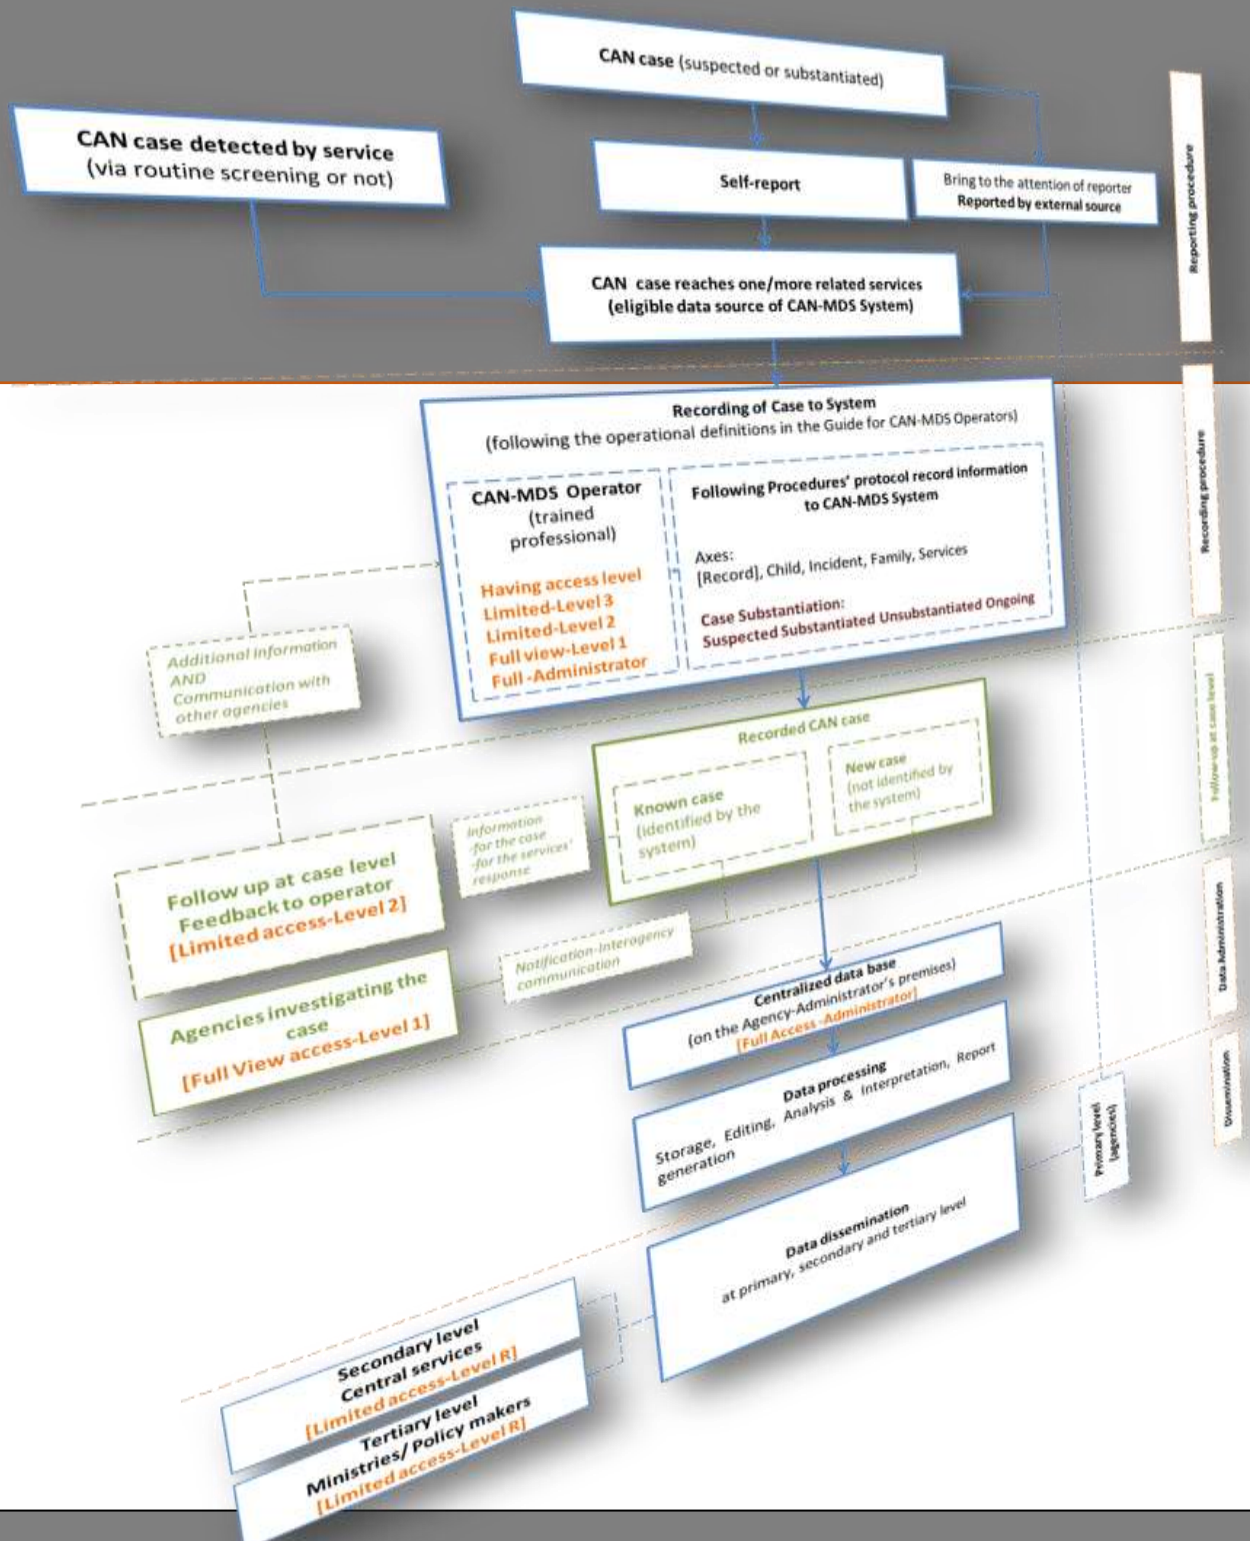 CAN case (suspected or substantiated)
CAN case detected by service
(via routine screening or not)
Self-report
Bring to the attention of reporter
Reported by external source
CAN case reaches one/more related services
(eligible data source of CAN-MDS System)
Reporting procedure
Recording of Case to System
(following the operational definitions in the Guide for CAN-MDS Operators)
CAN-MDS Operator
(trained
professional)
Having access level
Limited-Level 3
Limited-Level 2
Full view-Level 1
Full -Administrator
Following Procedures' protocol record information
to CAN-MDS System
Axes:
[Record], Child, Incident, Family, Services
Case Substantiation:
Suspected Substantiated Unsubstantiated Ongoing
Recording procedure
Additional information
AND
Communication with
other agencies
Recorded CAN case
Known case
(identified by the
system)
New case
(not identified by
the system)
Follow-up at case level
Information
-for the case
-for the services'
response
Follow up at case level
Feedback to operator
[Limited access-Level 2]
Notification-Interagency
communication
Agencies investigating the
case
[Full View access-Level 1]
Centralized data base
(on the Agency-Administrator's premises)
[Full Access -Administrator]
Data Administration
Data processing
Storage, Editing, Analysis & Interpretation, Report
generation
Dissemination
Primary level
(agencies)
Data dissemination
at primary, secondary and tertiary level
Secondary level
Central services
[Limited access-Level R]
Tertiary level
Ministries/ Policy makers
[Limited access-Level R]